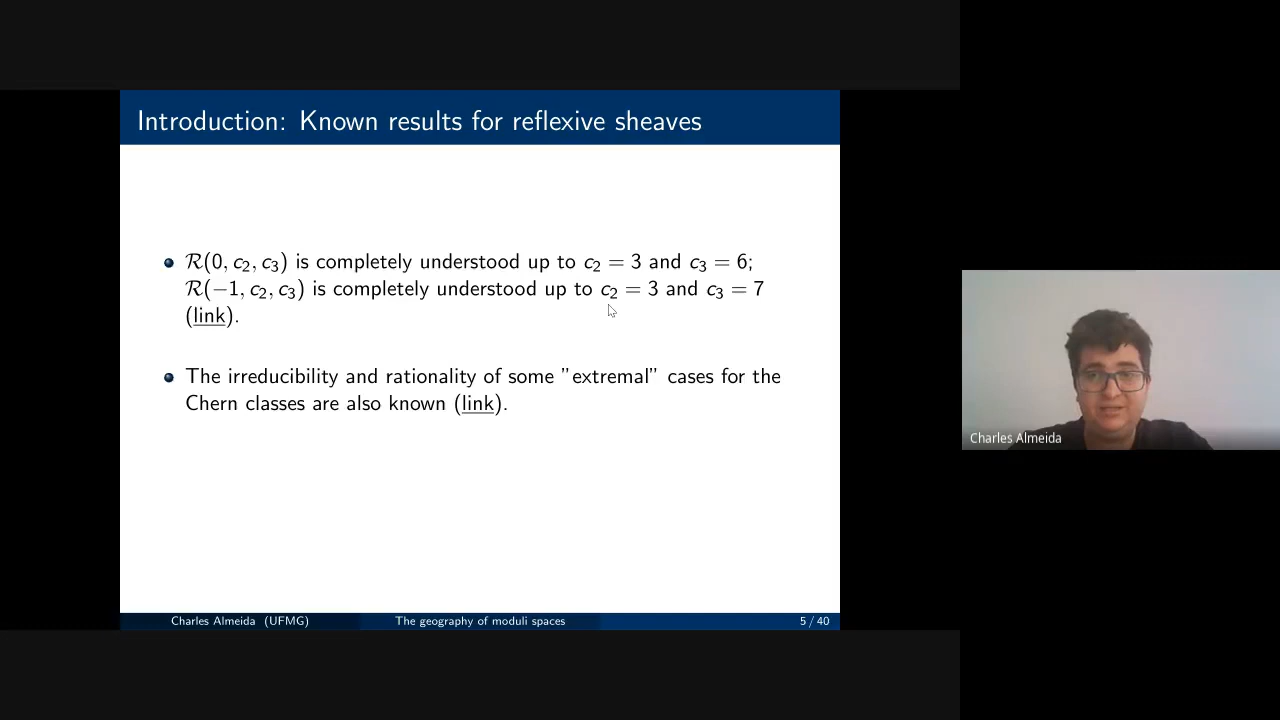 Introduction: Known results for reflexive sheaves
R(0, c₂, c₃) is completely understood up to c₂ = 3 and c₃ = 6;
R(−1, c₂, c₃) is completely understood up to c₂ = 3 and c₃ = 7
(link).
The irreducibility and rationality of some ”extremal” cases for the
Chern classes are also known (link).
Charles Almeida (UFMG)
The geography of moduli spaces
5 / 40
Charles Almeida